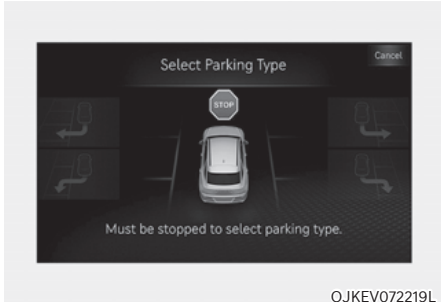 Cancel
Select Parking Type
STOP
Must be stopped to select parking type.
OJKEV072219L